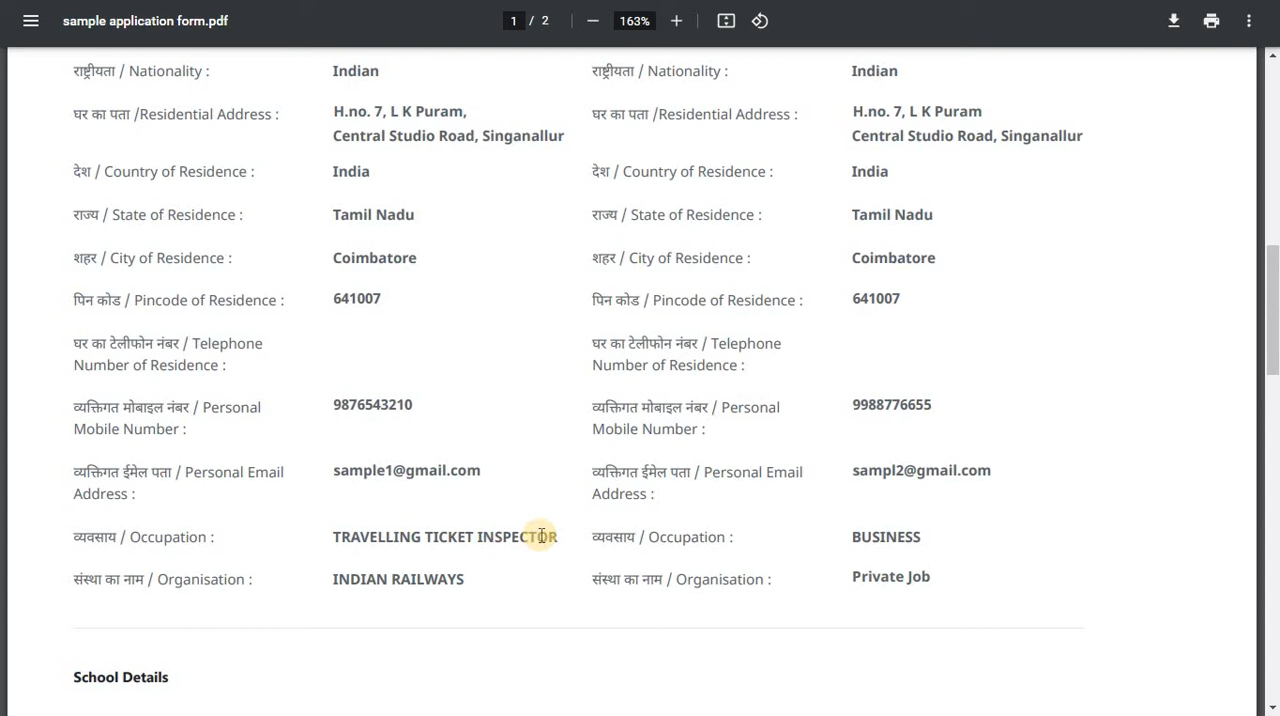 sample application form.pdf
1 / 2
163%
राष्ट्रीयता / Nationality : Indian राष्ट्रीयता / Nationality : Indian
घर का पता /Residential Address : H.no. 7, L K Puram, घर का पता /Residential Address : H.no. 7, L K Puram
Central Studio Road, Singanallur Central Studio Road, Singanallur
देश / Country of Residence : India देश / Country of Residence : India
राज्य / State of Residence : Tamil Nadu राज्य / State of Residence : Tamil Nadu
शहर / City of Residence : Coimbatore शहर / City of Residence : Coimbatore
पिन कोड / Pincode of Residence : 641007 पिन कोड / Pincode of Residence : 641007
घर का टेलीफोन नंबर / Telephone घर का टेलीफोन नंबर / Telephone
Number of Residence : Number of Residence :
व्यक्तिगत मोबाइल नंबर / Personal 9876543210 व्यक्तिगत मोबाइल नंबर / Personal 9988776655
Mobile Number : Mobile Number :
व्यक्तिगत ईमेल पता / Personal Email sample1@gmail.com व्यक्तिगत ईमेल पता / Personal Email sampl2@gmail.com
Address : Address :
व्यवसाय / Occupation : TRAVELLING TICKET INSPECTOR व्यवसाय / Occupation : BUSINESS
संस्था का नाम / Organisation : INDIAN RAILWAYS संस्था का नाम / Organisation : Private Job
School Details